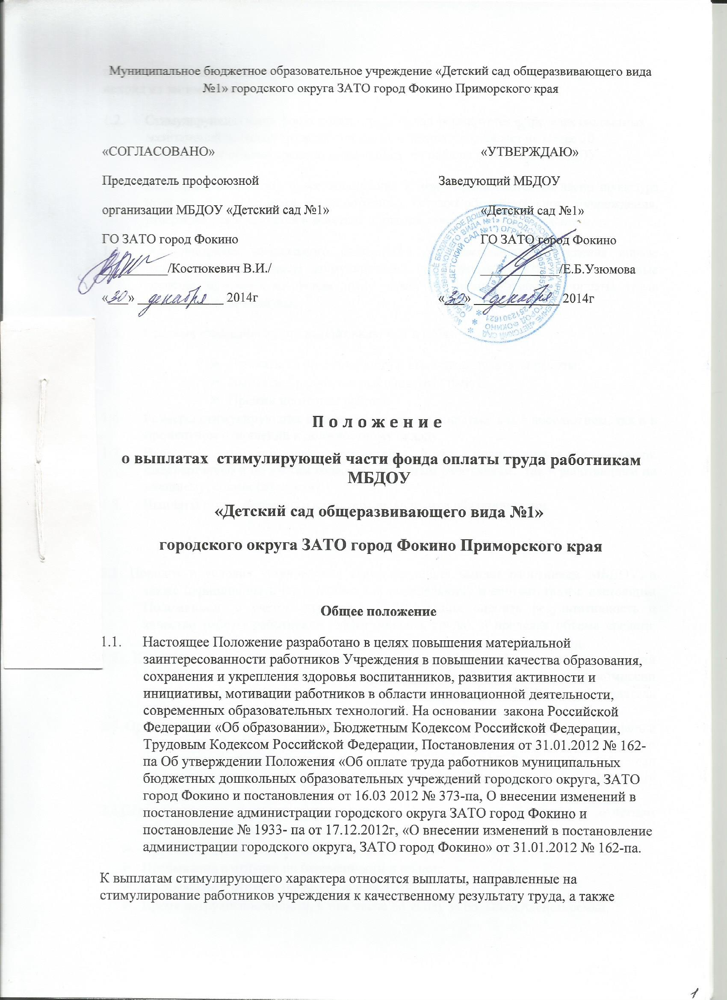 Муниципальное бюджетное образовательное учреждение «Детский сад общеразвивающего вида
№1» городского округа ЗАТО город Фокино Приморского края
«СОГЛАСОВАНО» «УТВЕРЖДАЮ»
Председатель профсоюзной Заведующий МБДОУ
организации МБДОУ «Детский сад №1» «Детский сад №1»
ГО ЗАТО город Фокино ГО ЗАТО город Фокино
/Костюкевич В.И./ /Е.Б.Узюмова
«30» декабря 2014г «30» декабря 2014г
П о л о ж е н и е
о выплатах стимулирующей части фонда оплаты труда работникам
МБДОУ
«Детский сад общеразвивающего вида №1»
городского округа ЗАТО город Фокино Приморского края
Общее положение
1.1. Настоящее Положение разработано в целях повышения материальной
заинтересованности работников Учреждения в повышении качества образования,
сохранения и укрепления здоровья воспитанников, развития активности и
инициативы, мотивации работников в области инновационной деятельности,
современных образовательных технологий. На основании закона Российской
Федерации «Об образовании», Бюджетным Кодексом Российской Федерации,
Трудовым Кодексом Российской Федерации, Постановления от 31.01.2012 № 162-
па Об утверждении Положения «Об оплате труда работников муниципальных
бюджетных дошкольных образовательных учреждений городского округа, ЗАТО
город Фокино и постановления от 16.03 2012 № 373-па, О внесении изменений в
постановление администрации городского округа ЗАТО город Фокино и
постановление № 1933- па от 17.12.2012г, «О внесении изменений в постановление
администрации городского округа, ЗАТО город Фокино» от 31.01.2012 № 162-па.
К выплатам стимулирующего характера относятся выплаты, направленные на
стимулирование работников учреждения к качественному результату труда, а также
1